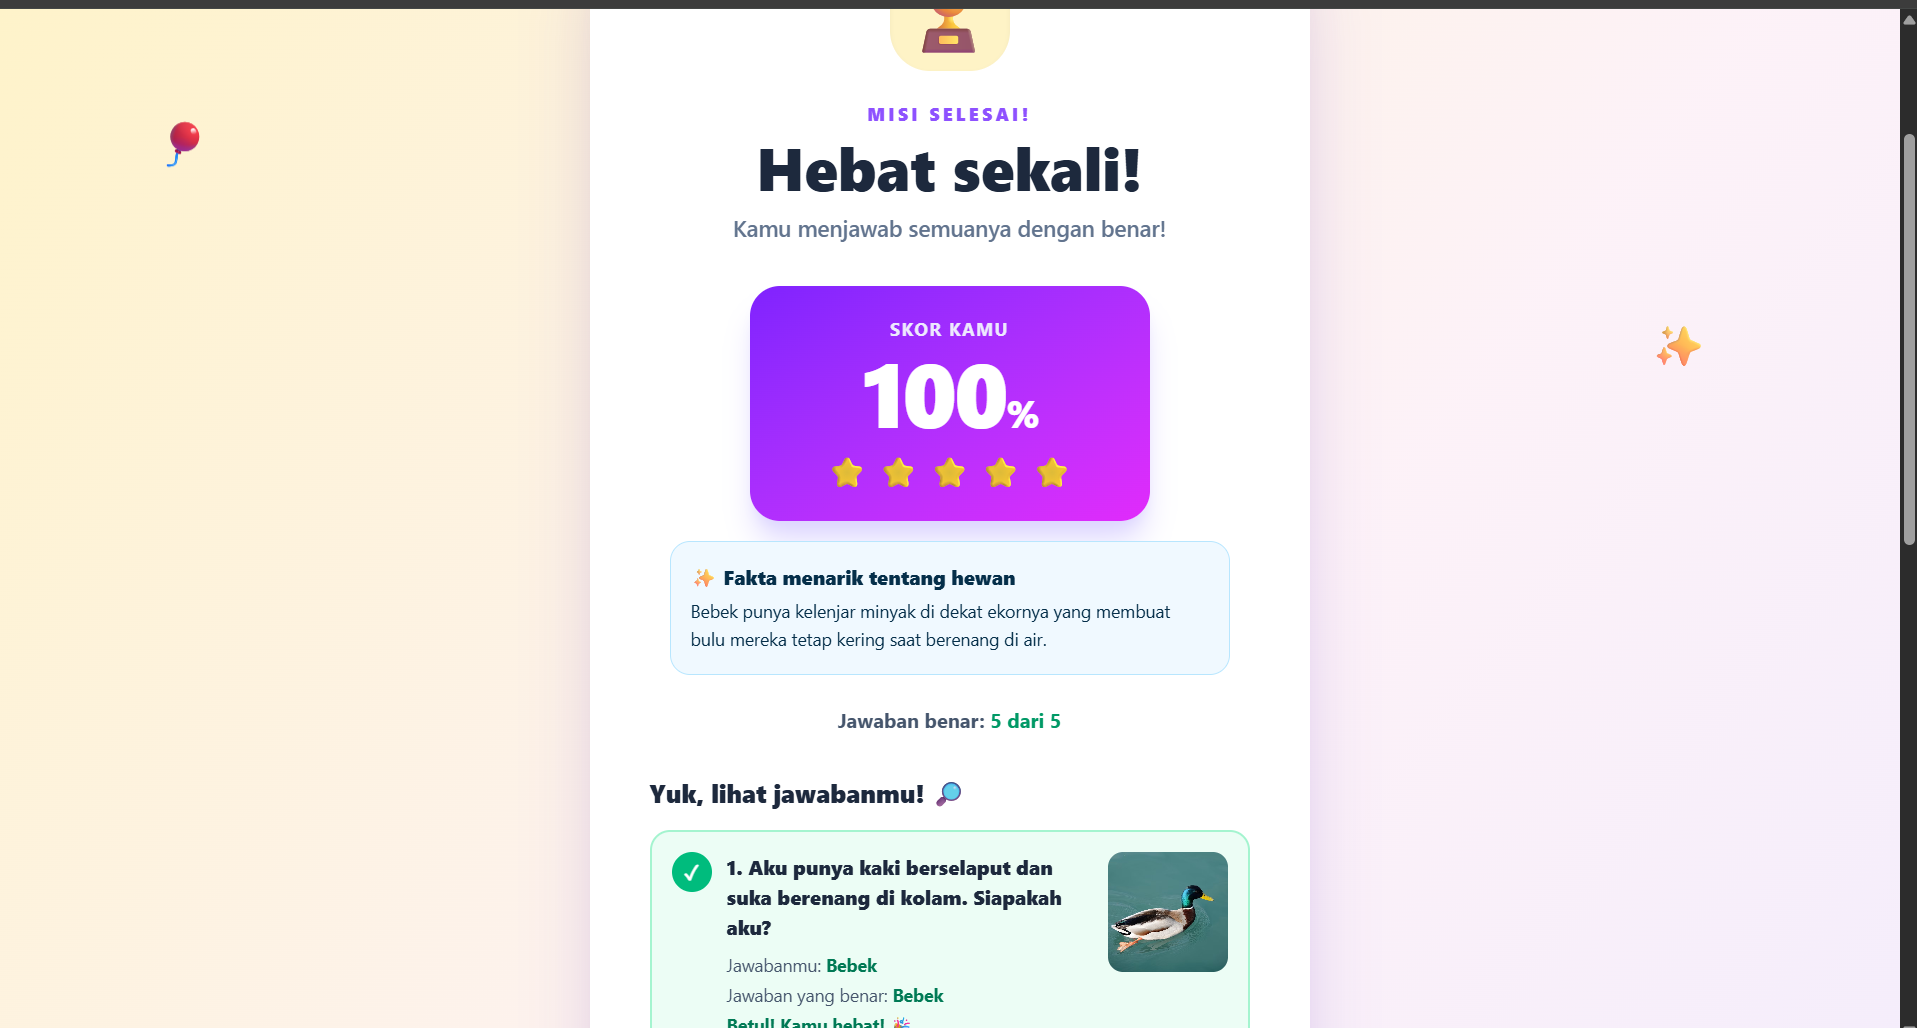 MISI SELESAI!
Hebat sekali!
Kamu menjawab semuanya dengan benar!
SKOR KAMU
100%
Fakta menarik tentang hewan
Bebek punya kelenjar minyak di dekat ekornya yang membuat
bulu mereka tetap kering saat berenang di air.
Jawaban benar: 5 dari 5
Yuk, lihat jawabanmu!
1. Aku punya kaki berselaput dan
suka berenang di kolam. Siapakah
aku?
Jawabanmu: Bebek
Jawaban yang benar: Bebek
Betul! Kamu hebat!